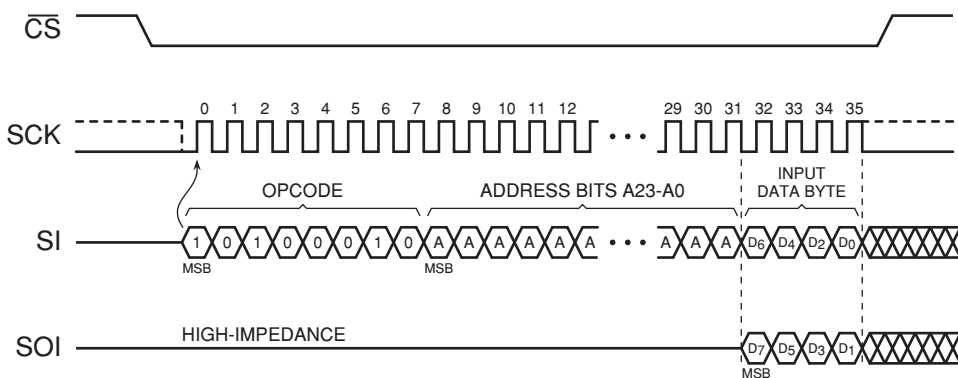 CS
0 1 2 3 4 5 6 7 8 9 10 11 12 29 30 31 32 33 34 35
SCK
• • •
OPCODE ADDRESS BITS A23-A0 INPUT DATA BYTE
SI 1 0 1 0 0 0 1 0 A A A A A A • • • A A A D6 D4 D2 D0
MSB MSB
HIGH-IMPEDANCE
SOI D7 D5 D3 D1
MSB